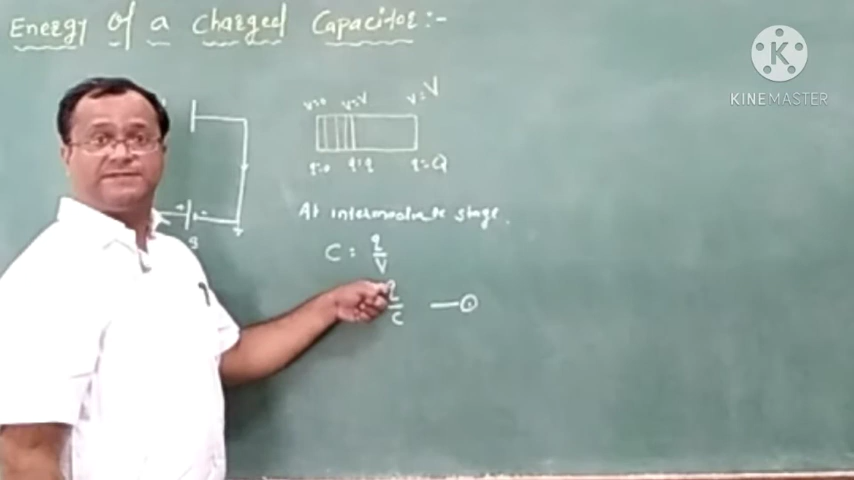 Energy of a Charged Capacitor:-
KINEMASTER
v=0 v=v v=V
q=0 q=q q=Q
+ -
B
At intermediate stage.
C = q/v
q/C —①